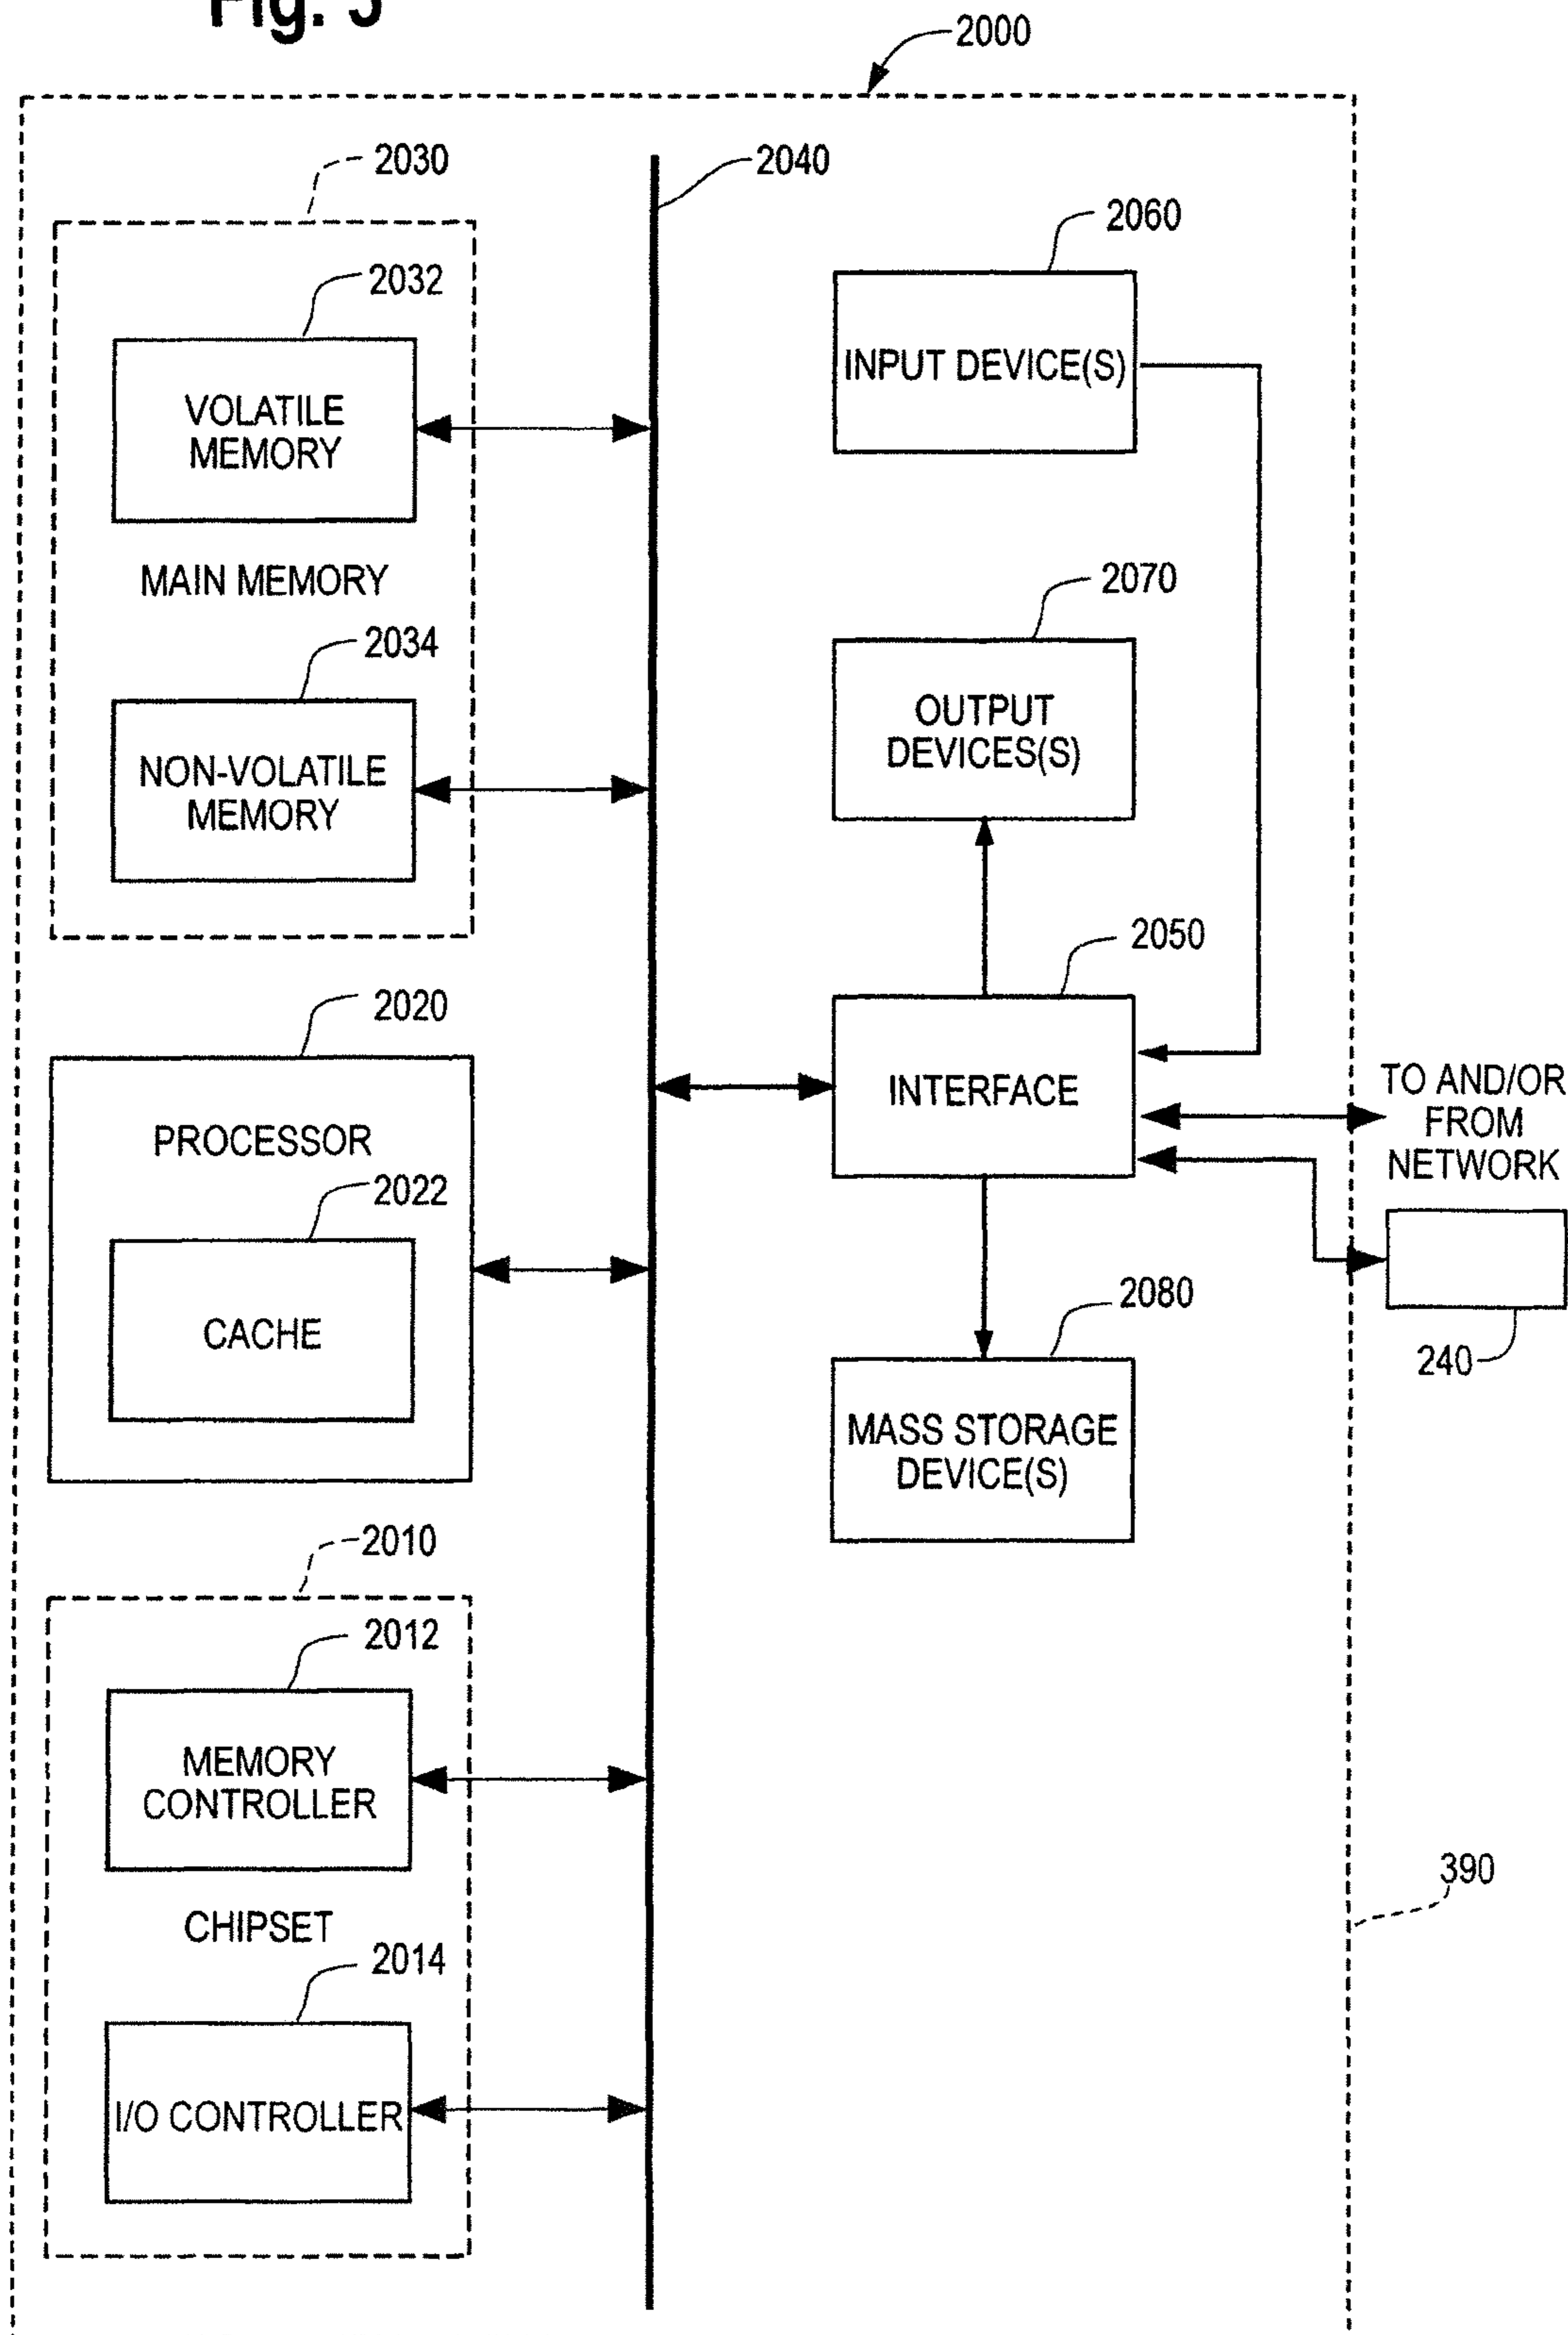 Fig. 5
2000
2030
2040
2060
2032
INPUT DEVICE(S)
VOLATILE
MEMORY
MAIN MEMORY
2070
2034
OUTPUT
DEVICES(S)
NON-VOLATILE
MEMORY
2050
2020
INTERFACE
TO AND/OR
FROM
NETWORK
PROCESSOR
2022
CACHE
2080
240
MASS STORAGE
DEVICE(S)
2010
2012
MEMORY
CONTROLLER
390
CHIPSET
2014
I/O CONTROLLER